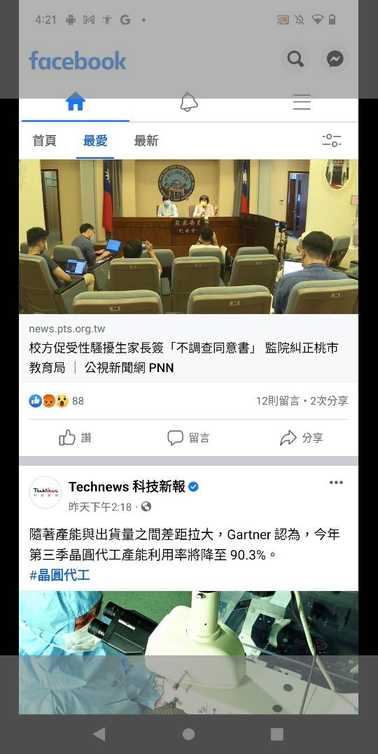 4:21
facebook
首頁 最愛 最新
news.pts.org.tw
校方促受性騷擾生家長簽「不調查同意書」 監院糾正桃市
教育局 ｜ 公視新聞網 PNN
88 12則留言・2次分享
讚 留言 分享
Technews 科技新報
昨天下午2:18
隨著產能與出貨量之間差距拉大，Gartner 認為，今年
第三季晶圓代工產能利用率將降至 90.3%。
#晶圓代工